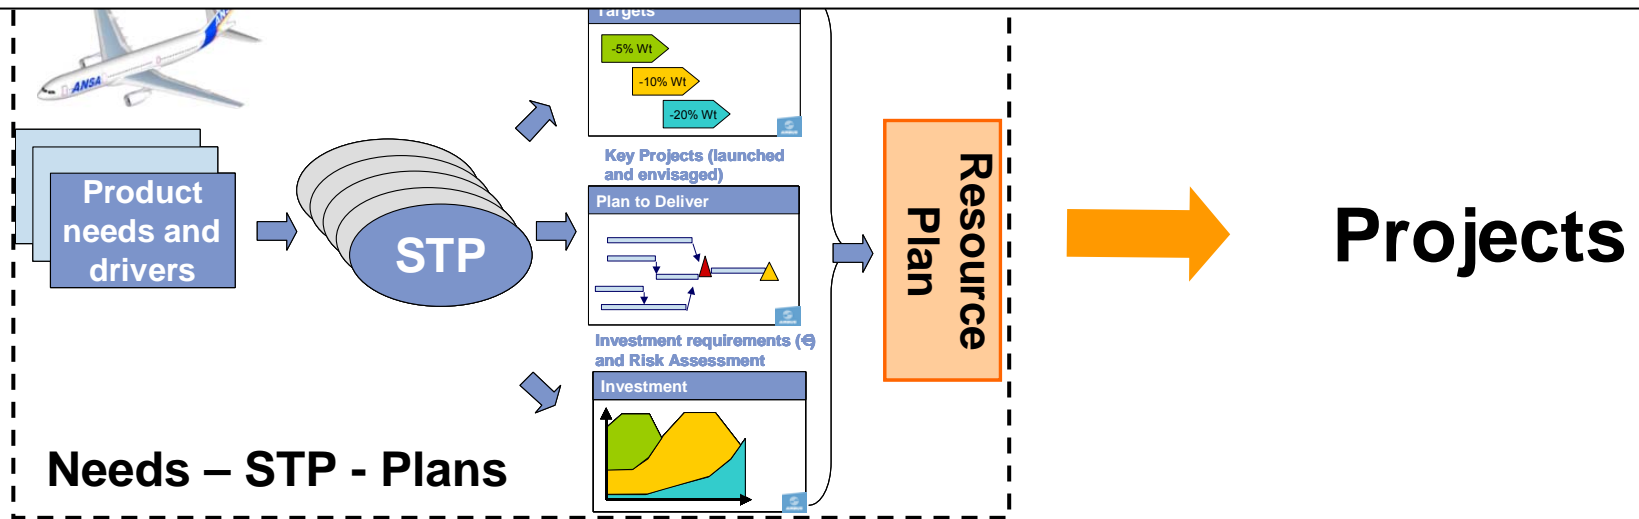 Targets
-5% Wt
-10% Wt
-20% Wt
ANSA
Product
needs and
drivers
STP
Key Projects (launched
and envisaged)
Plan to Deliver
Investment requirements (€)
and Risk Assessment
Investment
Resource
Plan
Projects
Needs – STP - Plans